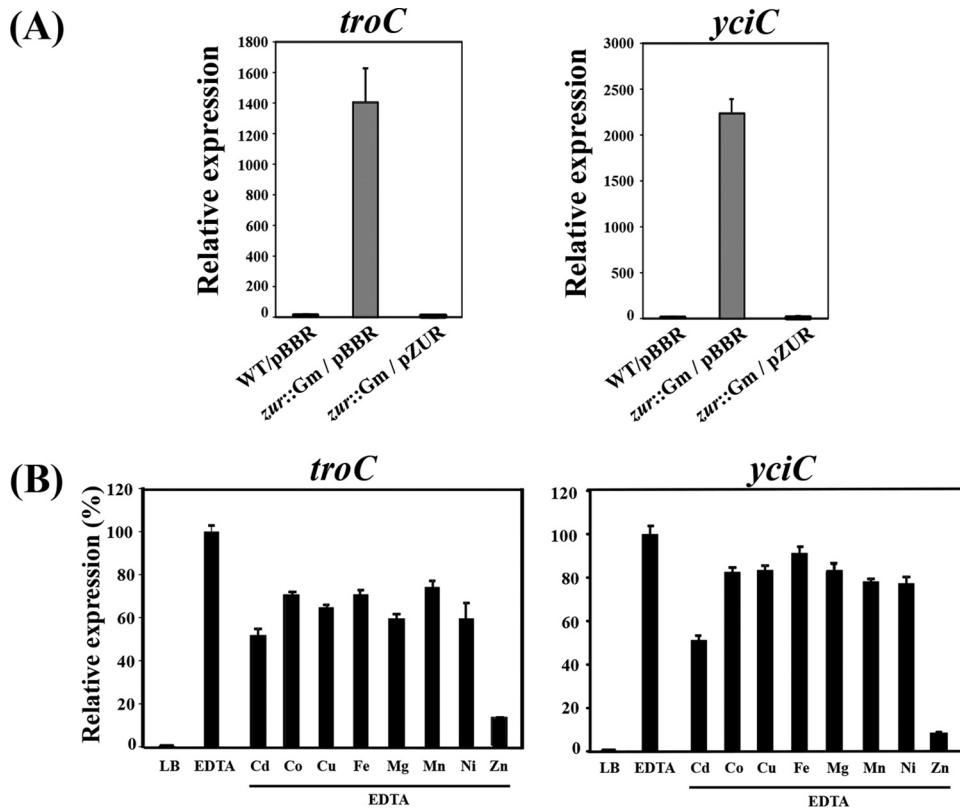 (A)
troC
Relative expression
1800
1600
1400
1200
1000
800
600
400
200
0
WT/pBBR
zur::Gm / pBBR
zur::Gm / pZUR
yciC
Relative expression
3000
2500
2000
1500
1000
500
0
WT/pBBR
zur::Gm / pBBR
zur::Gm / pZUR
(B)
troC
Relative expression (%)
120
100
80
60
40
20
0
LB EDTA Cd Co Cu Fe Mg Mn Ni Zn
EDTA
yciC
120
100
80
60
40
20
0
LB EDTA Cd Co Cu Fe Mg Mn Ni Zn
EDTA